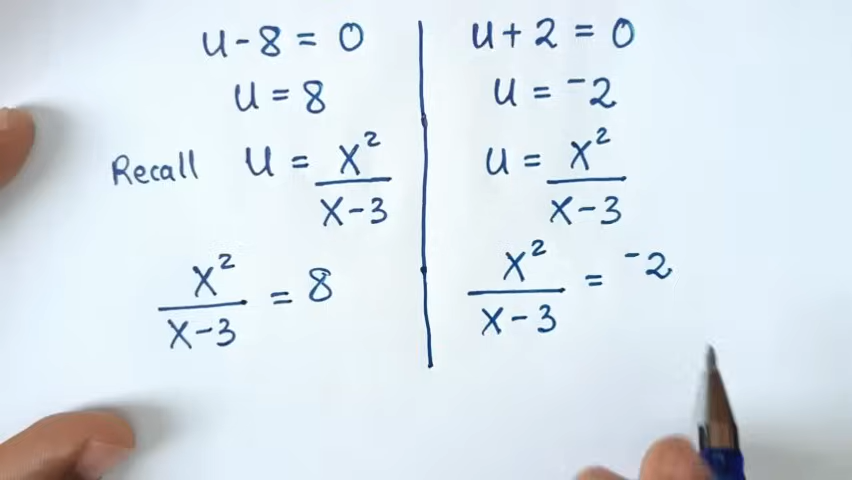 u - 8 = 0
u = 8
Recall u = x²/(x-3)
x²/(x-3) = 8
u + 2 = 0
u = ⁻2
u = x²/(x-3)
x²/(x-3) = ⁻2